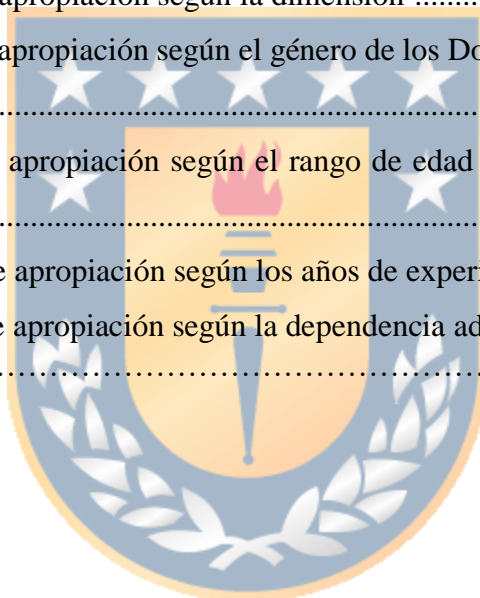 apropiación según la dimensión ..........
apropiación según el género de los Do
..........................................................
apropiación según el rango de edad
..........................................................
e apropiación según los años de experi
e apropiación según la dependencia ad
……………………………………………